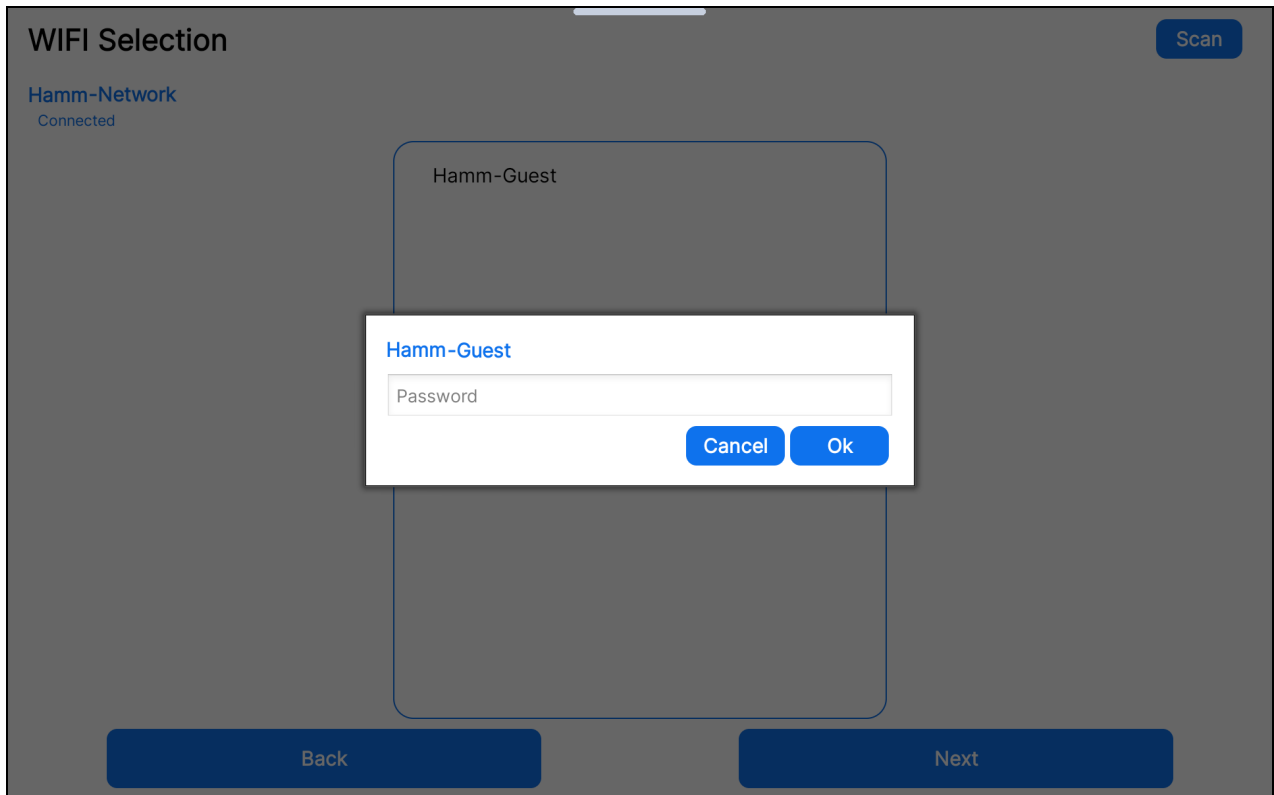 WIFI Selection
Scan
Hamm-Network
Connected
Hamm-Guest
Hamm-Guest
Password
Cancel
Ok
Back
Next